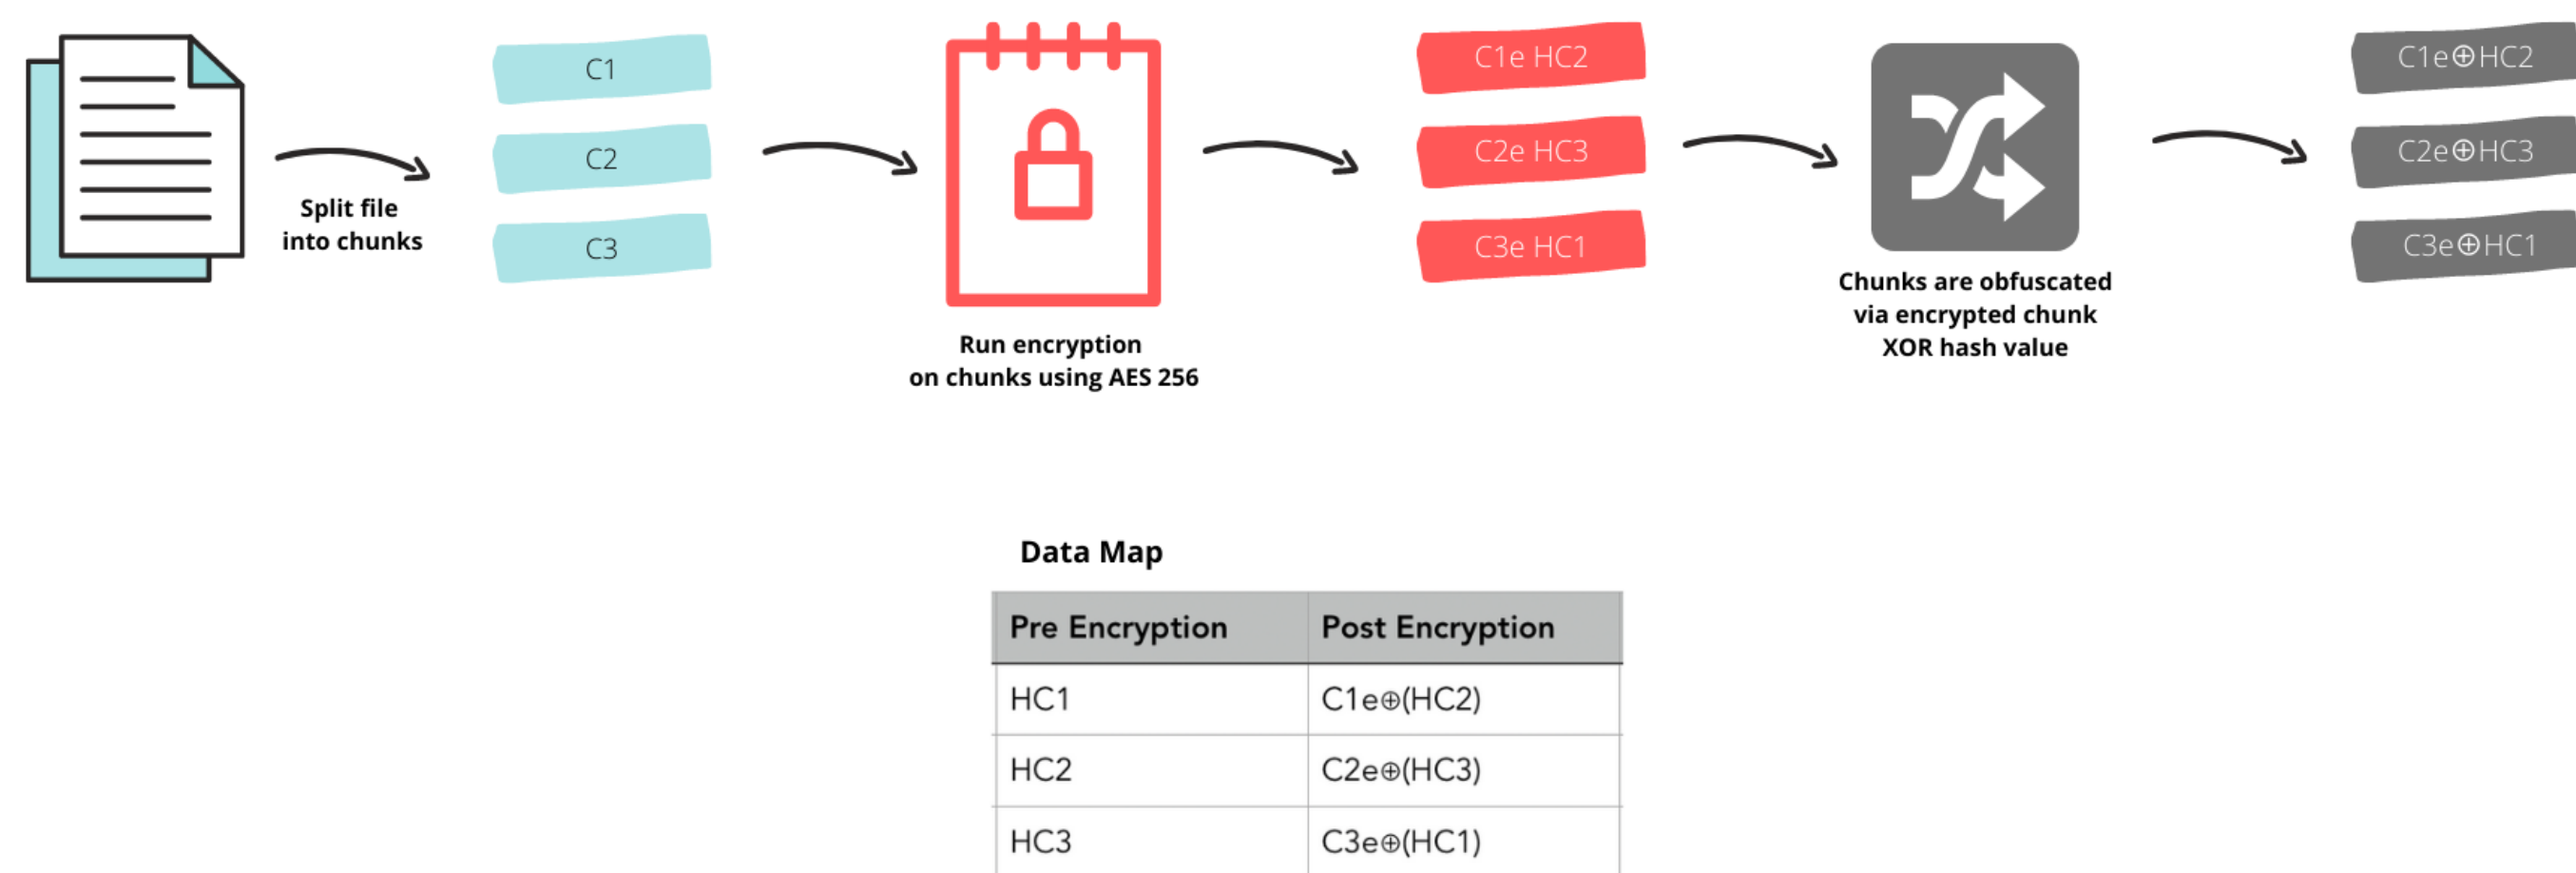 Split file
into chunks
C1
C2
C3
Run encryption
on chunks using AES 256
C1e HC2
C2e HC3
C3e HC1
Chunks are obfuscated
via encrypted chunk
XOR hash value
C1e⊕HC2
C2e⊕HC3
C3e⊕HC1
Data Map
Pre Encryption Post Encryption
HC1 C1e⊕(HC2)
HC2 C2e⊕(HC3)
HC3 C3e⊕(HC1)